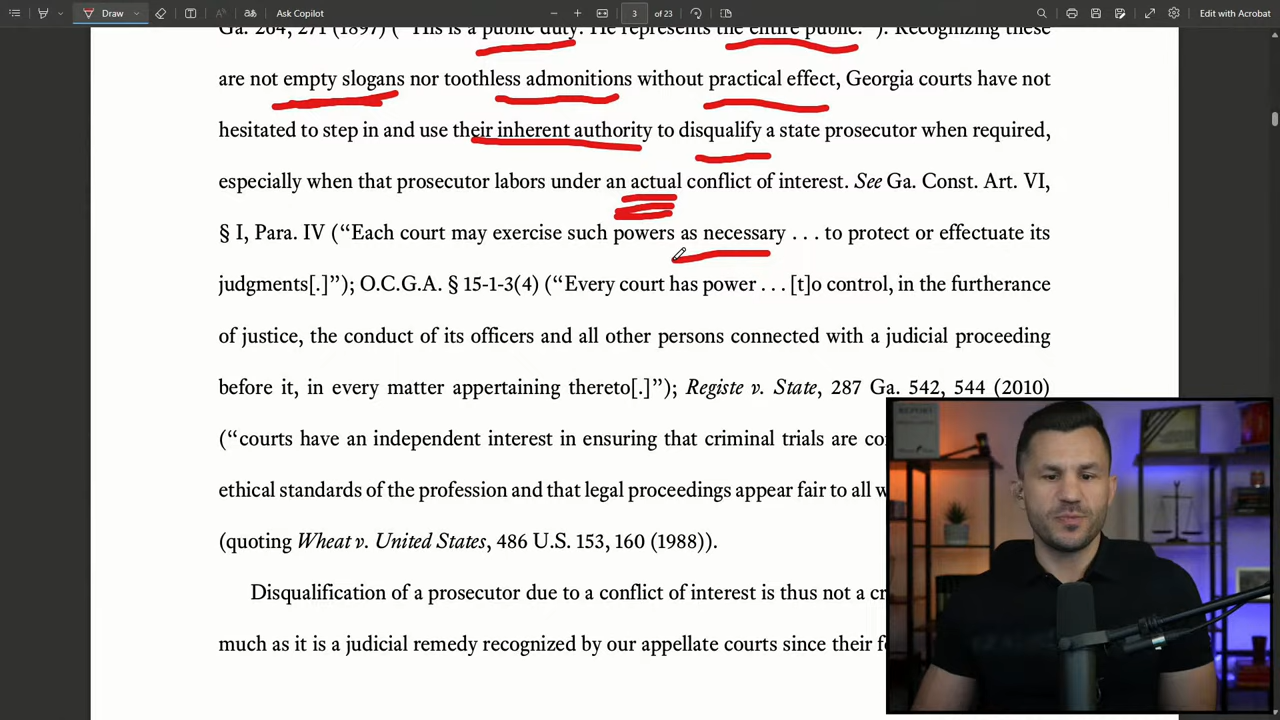 Draw
Ask Copilot
3 of 23
Edit with Acrobat
Ga. 264, 271 (1897) (“His is a public duty. He represents the entire public.”). Recognizing these
are not empty slogans nor toothless admonitions without practical effect, Georgia courts have not
hesitated to step in and use their inherent authority to disqualify a state prosecutor when required,
especially when that prosecutor labors under an actual conflict of interest. See Ga. Const. Art. VI,
§ I, Para. IV (“Each court may exercise such powers as necessary . . . to protect or effectuate its
judgments[.]”); O.C.G.A. § 15-1-3(4) (“Every court has power . . . [t]o control, in the furtherance
of justice, the conduct of its officers and all other persons connected with a judicial proceeding
before it, in every matter appertaining thereto[.]”); Registe v. State, 287 Ga. 542, 544 (2010)
(“courts have an independent interest in ensuring that criminal trials are
ethical standards of the profession and that legal proceedings appear fair to all
(quoting Wheat v. United States, 486 U.S. 153, 160 (1988)).
Disqualification of a prosecutor due to a conflict of interest is thus not a
much as it is a judicial remedy recognized by our appellate courts since their